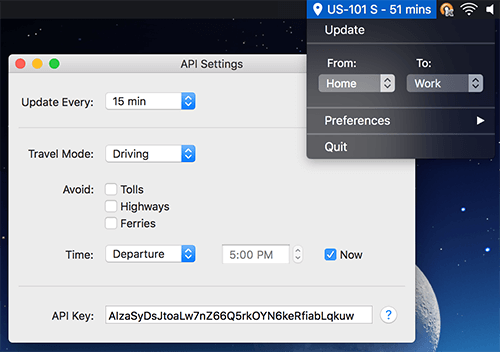 US-101 S - 51 mins
Update
From: To:
Home Work
Preferences
Quit
API Settings
Update Every: 15 min
Travel Mode: Driving
Avoid: Tolls
Highways
Ferries
Time: Departure 5:00 PM Now
API Key: AIzaSyDsJtoaLw7nZ66Q5rkOYN6keRfiabLqkuw ?